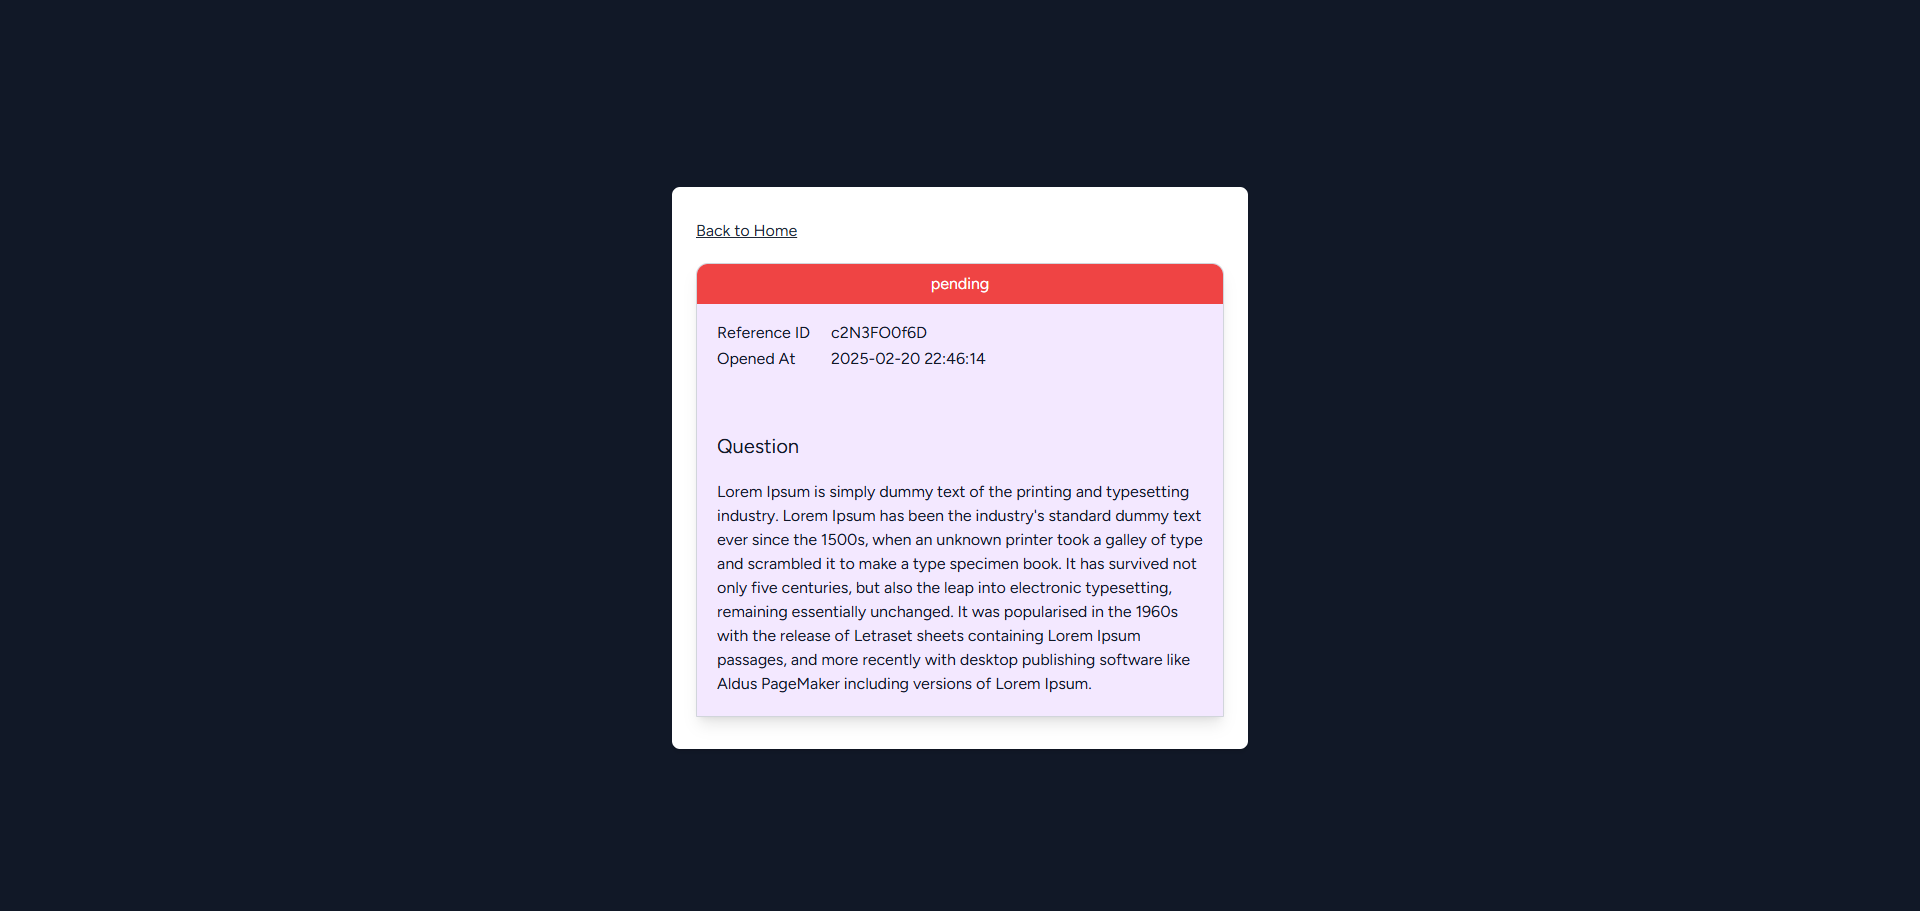 Back to Home
pending
Reference ID c2N3FO0f6D
Opened At 2025-02-20 22:46:14
Question
Lorem Ipsum is simply dummy text of the printing and typesetting
industry. Lorem Ipsum has been the industry's standard dummy text
ever since the 1500s, when an unknown printer took a galley of type
and scrambled it to make a type specimen book. It has survived not
only five centuries, but also the leap into electronic typesetting,
remaining essentially unchanged. It was popularised in the 1960s
with the release of Letraset sheets containing Lorem Ipsum
passages, and more recently with desktop publishing software like
Aldus PageMaker including versions of Lorem Ipsum.